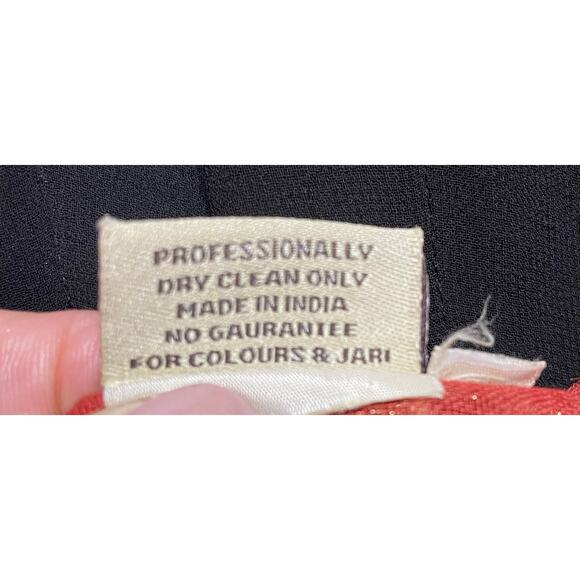 PROFESSIONALLY
DRY CLEAN ONLY
MADE IN INDIA
NO GAURANTEE
FOR COLOURS & JARI